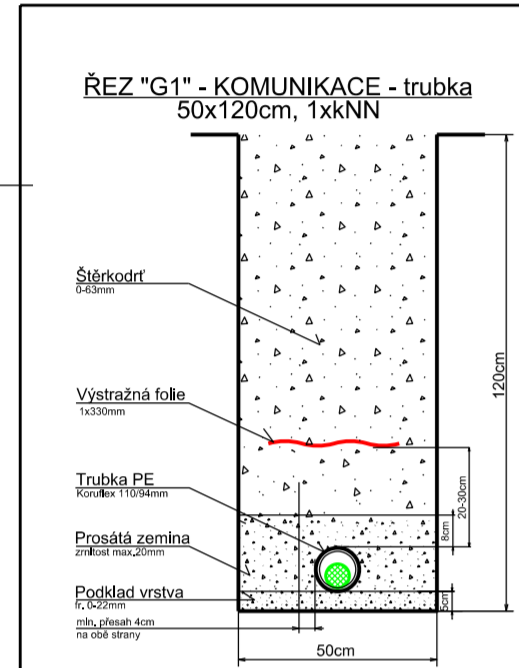 ŘEZ "G1" - KOMUNIKACE - trubka
50x120cm, 1xkNN
Štěrkodrť
0-63mm
Výstražná folie
1x330mm
Trubka PE
Koruflex 110/94mm
Prosátá zemina
zrnitost max.20mm
Podklad vrstva
fr. 0-22mm
min. přesah 4cm
na obě strany
120cm
20-30cm
8cm
5cm
50cm